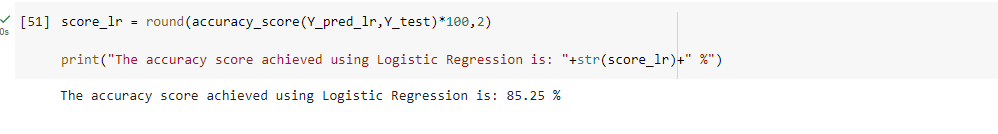 [51] score_lr = round(accuracy_score(Y_pred_lr,Y_test)*100,2)
0s
print("The accuracy score achieved using Logistic Regression is: "+str(score_lr)+" %")
The accuracy score achieved using Logistic Regression is: 85.25 %